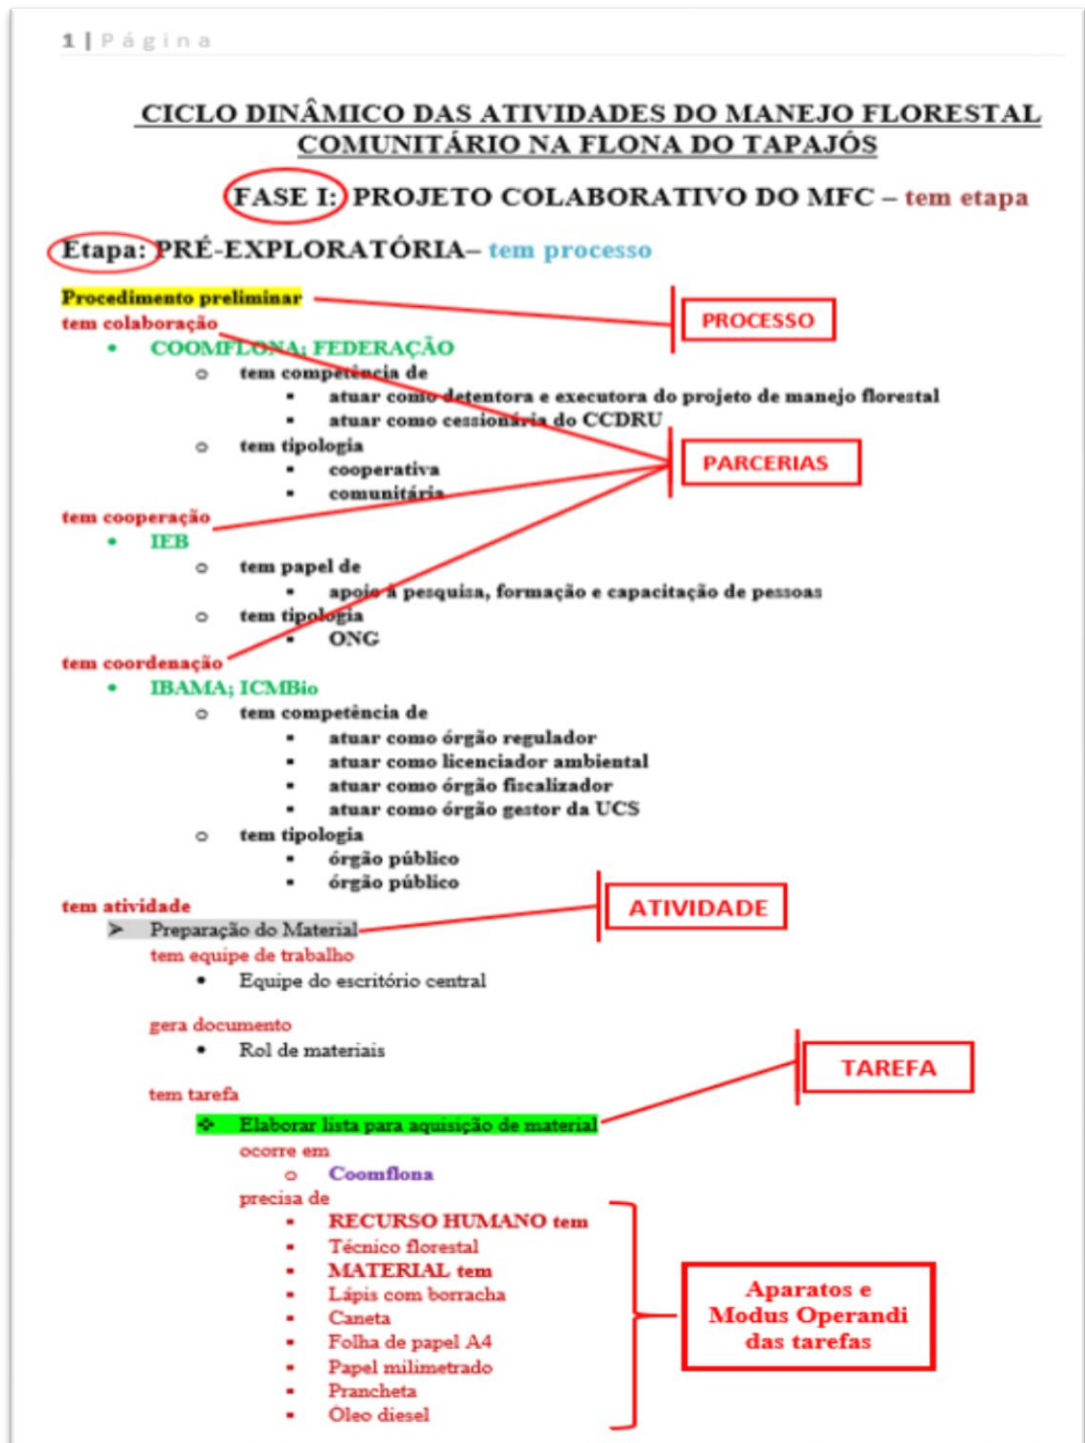 1 | Página
CICLO DINÂMICO DAS ATIVIDADES DO MANEJO FLORESTAL
COMUNITÁRIO NA FLONA DO TAPAJÓS
FASE I: PROJETO COLABORATIVO DO MFC – tem etapa
Etapa: PRÉ-EXPLORATÓRIA– tem processo
Procedimento preliminar
PROCESSO
tem colaboração
• COOMFLONA; FEDERAÇÃO
o tem competência de
▪ atuar como detentora e executora do projeto de manejo florestal
▪ atuar como cessionária do CCDRU
o tem tipologia
▪ cooperativa
▪ comunitária
PARCERIAS
tem cooperação
• IEB
o tem papel de
▪ apoio à pesquisa, formação e capacitação de pessoas
o tem tipologia
▪ ONG
tem coordenação
• IBAMA; ICMBio
o tem competência de
▪ atuar como órgão regulador
▪ atuar como licenciador ambiental
▪ atuar como órgão fiscalizador
▪ atuar como órgão gestor da UCS
o tem tipologia
▪ órgão público
▪ órgão público
tem atividade
➤ Preparação do Material
ATIVIDADE
tem equipe de trabalho
• Equipe do escritório central
gera documento
• Rol de materiais
tem tarefa
TAREFA
❖ Elaborar lista para aquisição de material
ocorre em
o Coomflona
precisa de
▪ RECURSO HUMANO tem
▪ Técnico florestal
▪ MATERIAL tem
▪ Lápis com borracha
▪ Caneta
▪ Folha de papel A4
▪ Papel milimetrado
▪ Prancheta
▪ Óleo diesel
Aparatos e
Modus Operandi
das tarefas